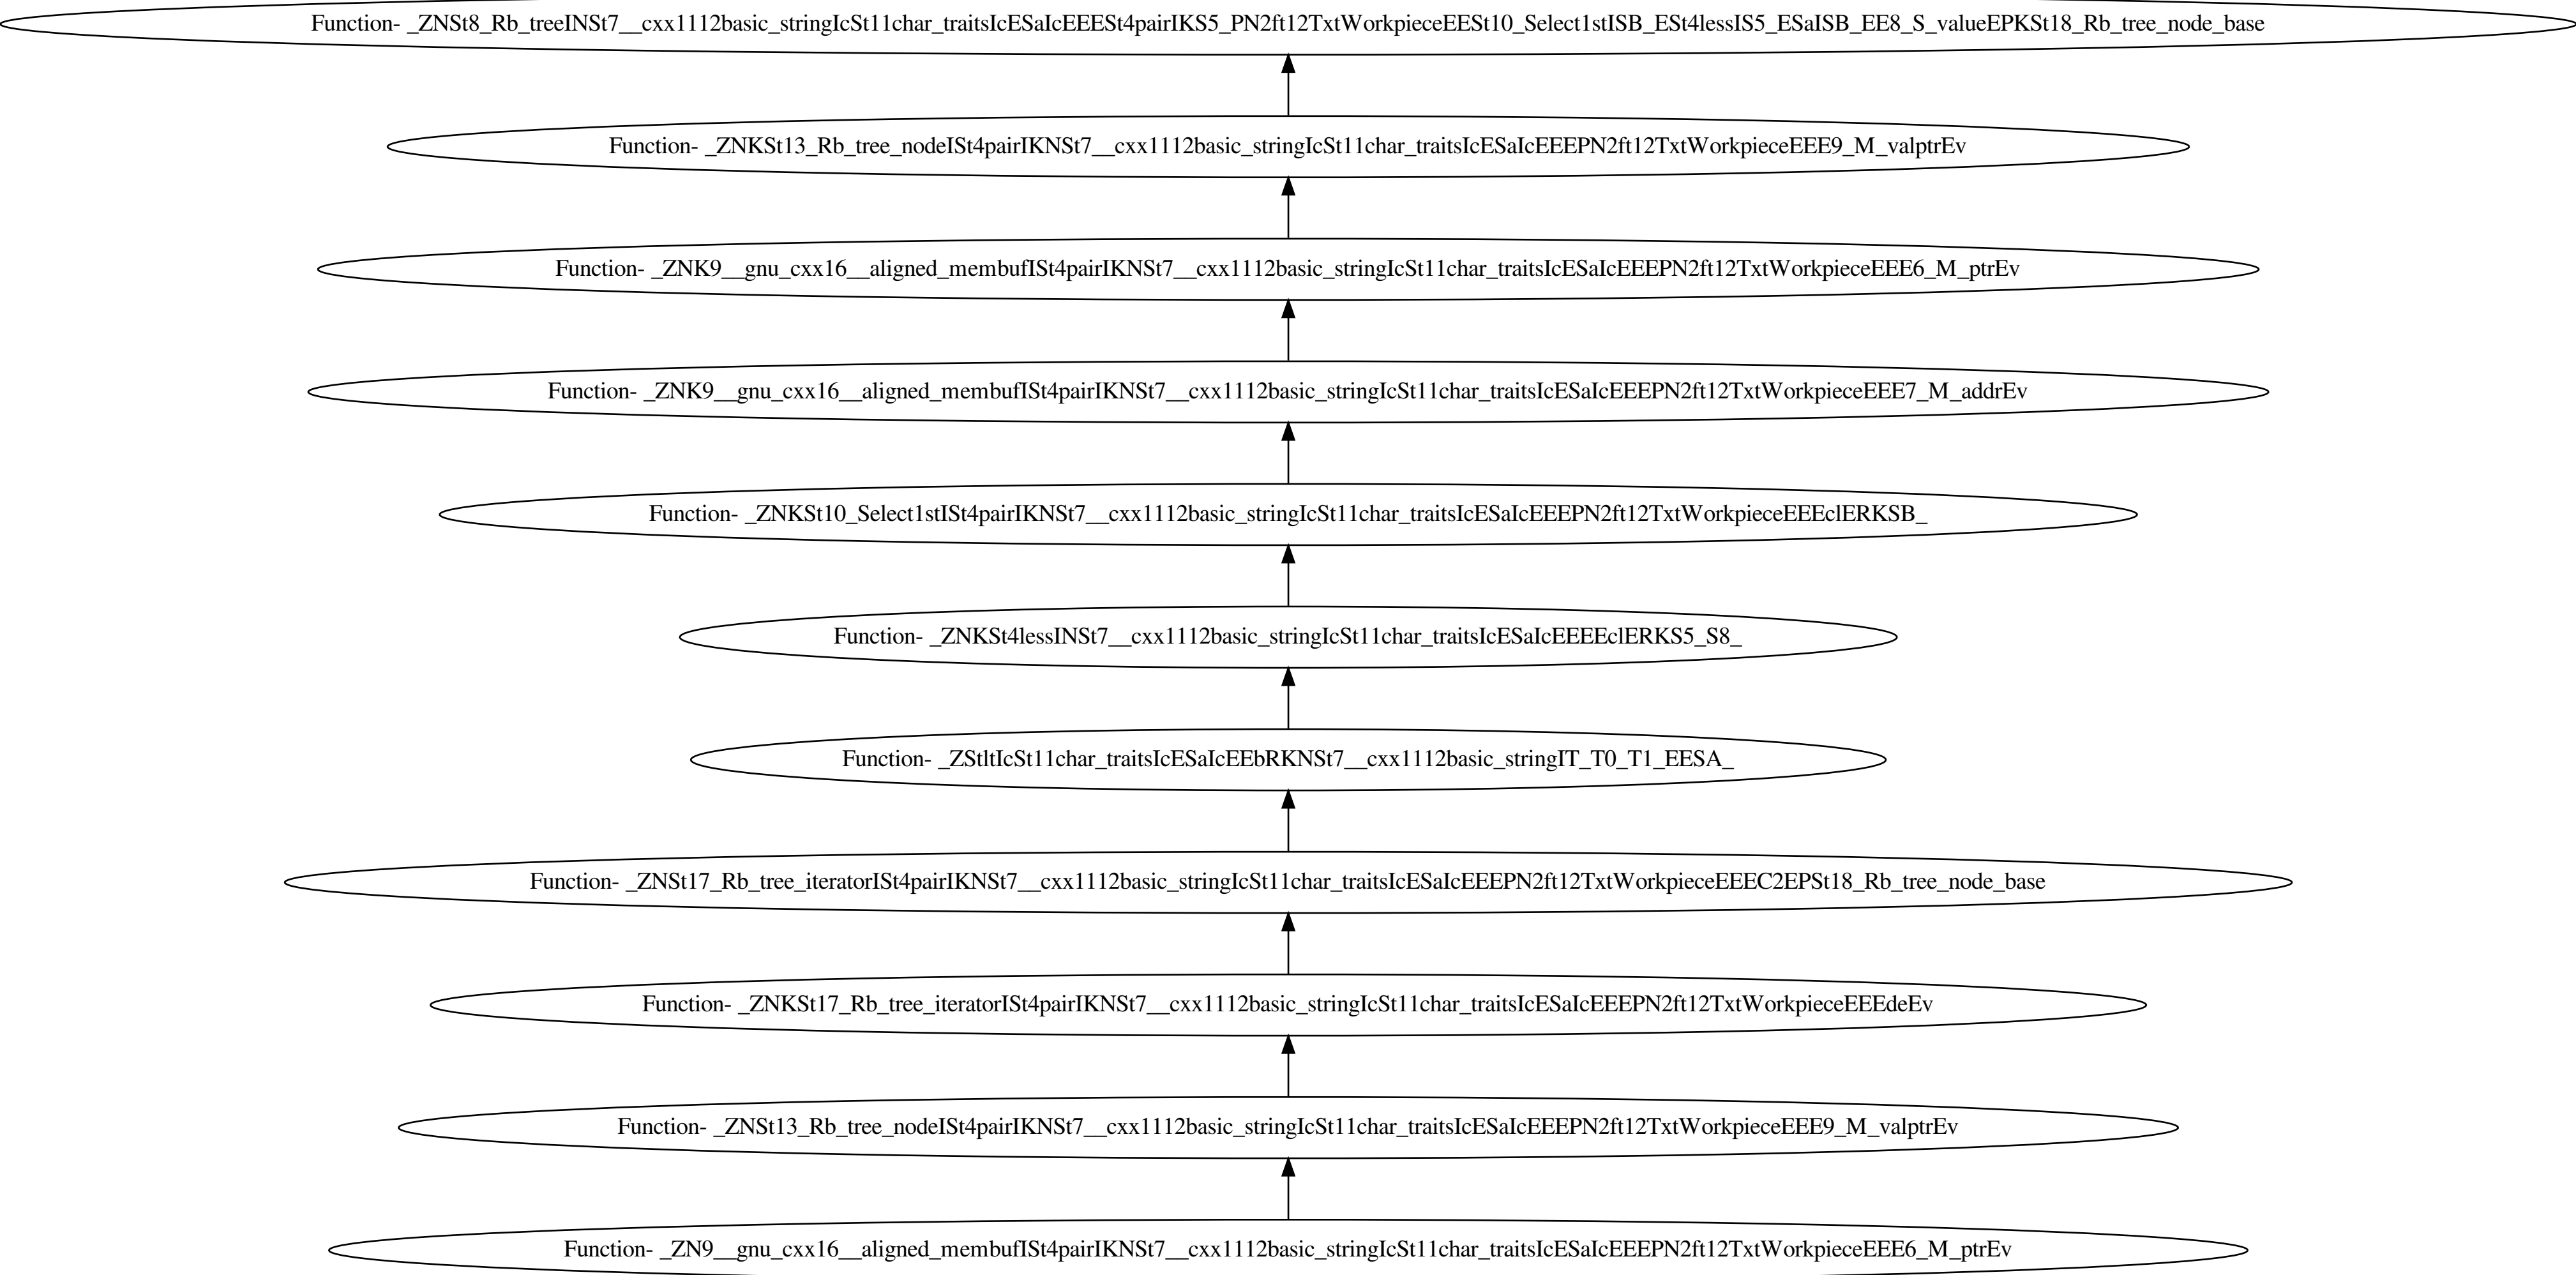 Function- _ZNSt8_Rb_treeINSt7__cxx1112basic_stringIcSt11char_traitsIcESaIcEEESt4pairIKS5_PN2ft12TxtWorkpieceEESt10_Select1stISB_ESt4lessIS5_ESaISB_EE8_S_valueEPKSt18_Rb_tree_node_base
Function- _ZNKSt13_Rb_tree_nodeISt4pairIKNSt7__cxx1112basic_stringIcSt11char_traitsIcESaIcEEEPN2ft12TxtWorkpieceEEE9_M_valptrEv
Function- _ZNK9__gnu_cxx16__aligned_membufISt4pairIKNSt7__cxx1112basic_stringIcSt11char_traitsIcESaIcEEEPN2ft12TxtWorkpieceEEE6_M_ptrEv
Function- _ZNK9__gnu_cxx16__aligned_membufISt4pairIKNSt7__cxx1112basic_stringIcSt11char_traitsIcESaIcEEEPN2ft12TxtWorkpieceEEE7_M_addrEv
Function- _ZNKSt10_Select1stISt4pairIKNSt7__cxx1112basic_stringIcSt11char_traitsIcESaIcEEEPN2ft12TxtWorkpieceEEEclERKSB_
Function- _ZNKSt4lessINSt7__cxx1112basic_stringIcSt11char_traitsIcESaIcEEEEclERKS5_S8_
Function- _ZStltIcSt11char_traitsIcESaIcEEbRKNSt7__cxx1112basic_stringIT_T0_T1_EESA_
Function- _ZNSt17_Rb_tree_iteratorISt4pairIKNSt7__cxx1112basic_stringIcSt11char_traitsIcESaIcEEEPN2ft12TxtWorkpieceEEEC2EPSt18_Rb_tree_node_base
Function- _ZNKSt17_Rb_tree_iteratorISt4pairIKNSt7__cxx1112basic_stringIcSt11char_traitsIcESaIcEEEPN2ft12TxtWorkpieceEEEdeEv
Function- _ZNSt13_Rb_tree_nodeISt4pairIKNSt7__cxx1112basic_stringIcSt11char_traitsIcESaIcEEEPN2ft12TxtWorkpieceEEE9_M_valptrEv
Function- _ZN9__gnu_cxx16__aligned_membufISt4pairIKNSt7__cxx1112basic_stringIcSt11char_traitsIcESaIcEEEPN2ft12TxtWorkpieceEEE6_M_ptrEv